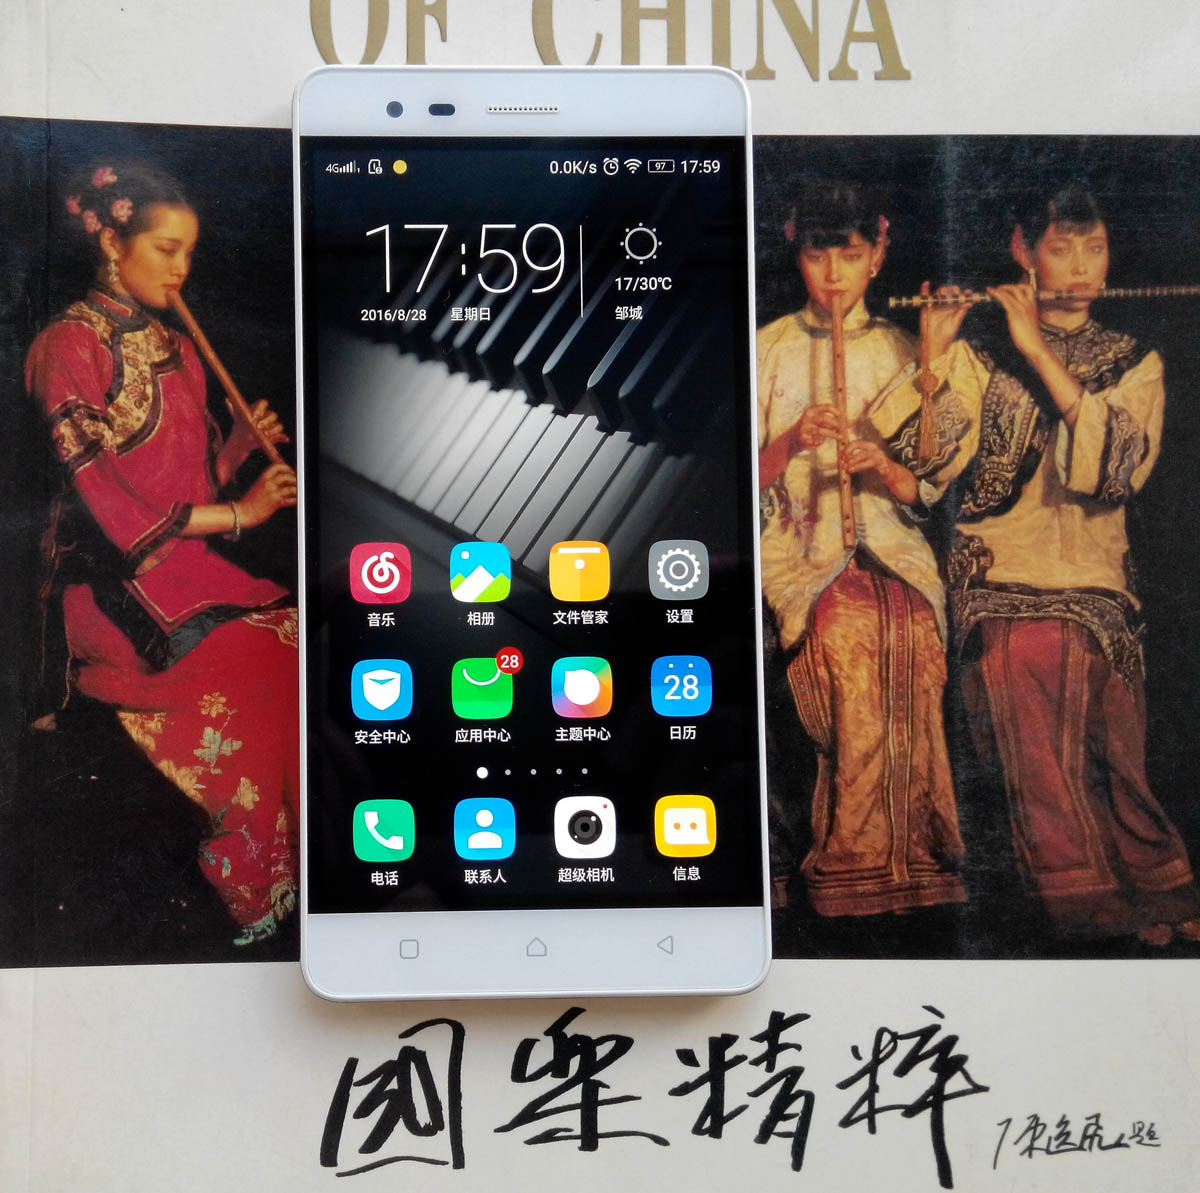 OF CHINA
4G 0.0K/s 97 17:59
17:59
17/30℃
2016/8/28 星期日 邹城
音乐 相册 文件管家 设置
28 28
安全中心 应用中心 主题中心 日历
电话 联系人 超级相机 信息
國樂精粹